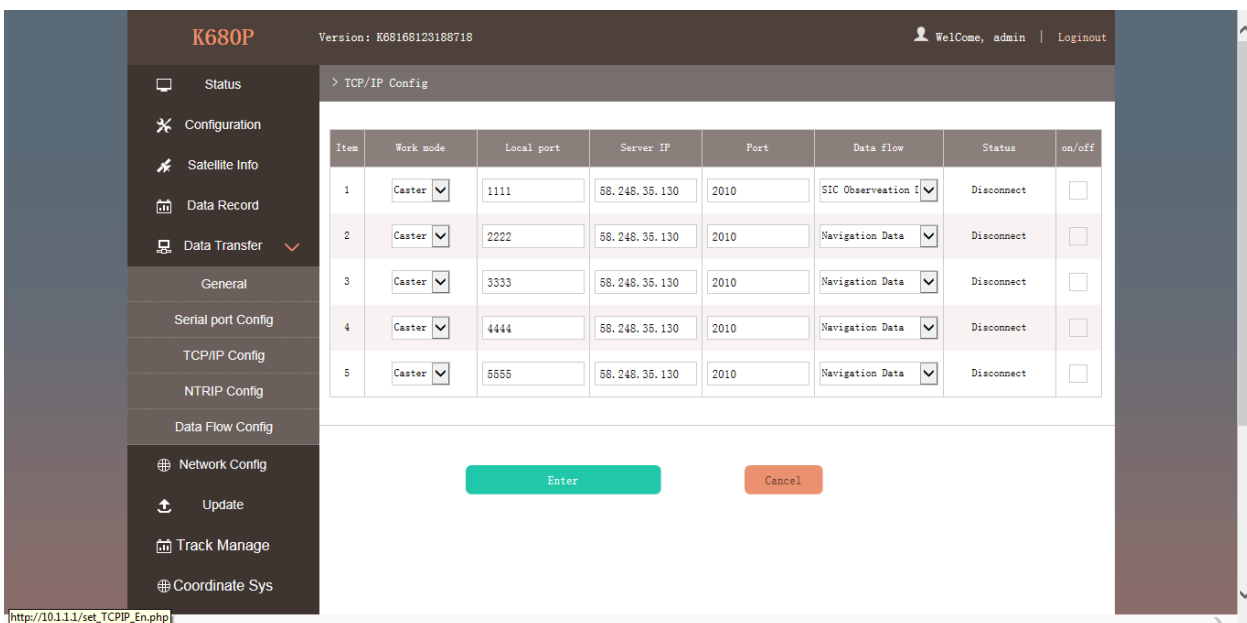 K680P
Version: K68168123188718
WelCome, admin | Loginout
Status
Configuration
Satellite Info
Data Record
Data Transfer
General
Serial port Config
TCP/IP Config
NTRIP Config
Data Flow Config
Network Config
Update
Track Manage
Coordinate Sys
> TCP/IP Config
Item Work mode Local port Server IP Port Data flow Status on/off
1 Caster 1111 58.248.35.130 2010 SIC Observeation I Disconnect
2 Caster 2222 58.248.35.130 2010 Navigation Data Disconnect
3 Caster 3333 58.248.35.130 2010 Navigation Data Disconnect
4 Caster 4444 58.248.35.130 2010 Navigation Data Disconnect
5 Caster 5555 58.248.35.130 2010 Navigation Data Disconnect
Enter Cancel
http://10.1.1.1/set_TCPIP_En.php